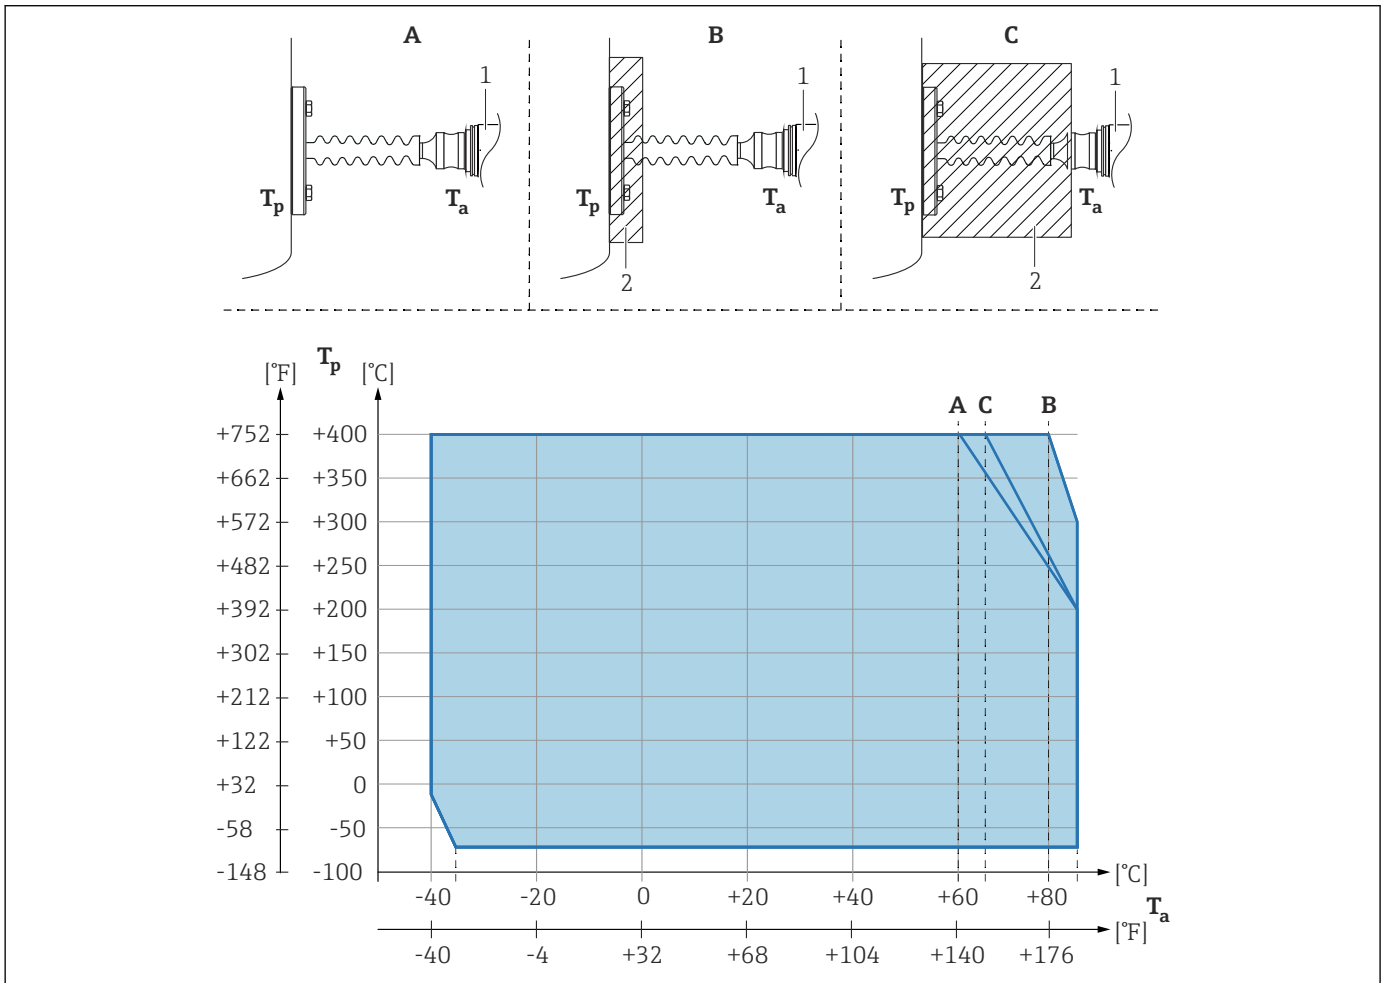 A B C
1 1 1
Tp Ta Tp Ta Tp Ta
2 2
Tp
[°F] [°C]
A C B
+752 +400
+662 +350
+572 +300
+482 +250
+392 +200
+302 +150
+212 +100
+122 +50
+32 0
-58 -50
-148 -100
[°C]
-40 -20 0 +20 +40 +60 +80
Ta
[°F]
-40 -4 +32 +68 +104 +140 +176